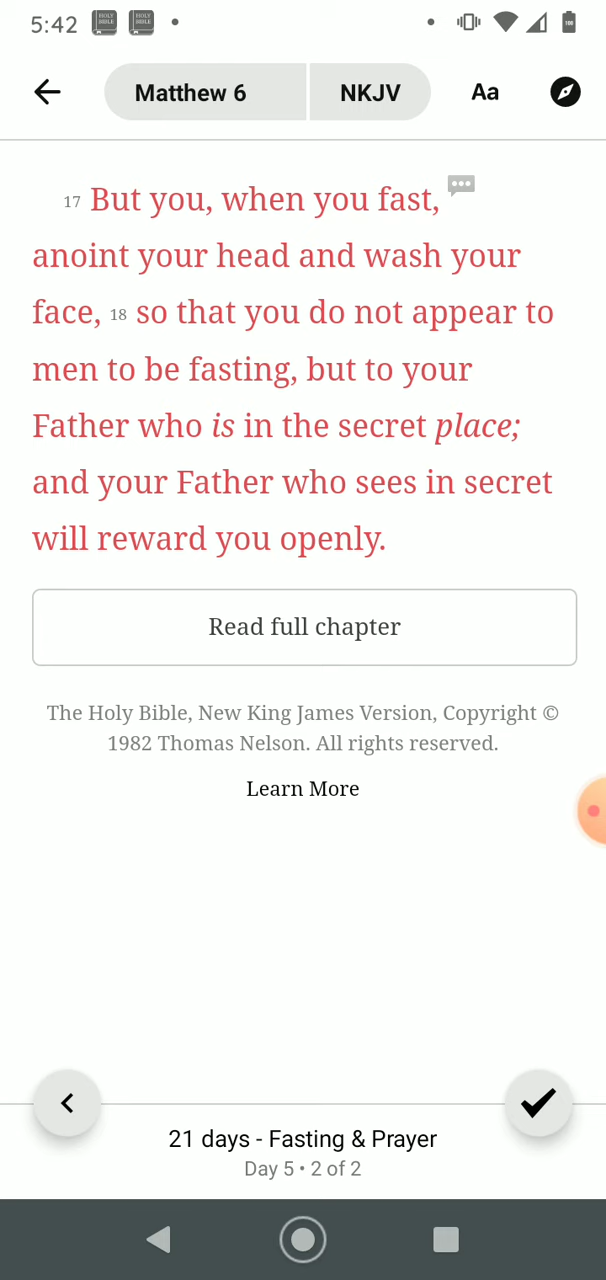 5:42
HOLY BIBLE HOLY BIBLE
Matthew 6 NKJV Aa
17 But you, when you fast,
anoint your head and wash your
face, 18 so that you do not appear to
men to be fasting, but to your
Father who is in the secret place;
and your Father who sees in secret
will reward you openly.
Read full chapter
The Holy Bible, New King James Version, Copyright ©
1982 Thomas Nelson. All rights reserved.
Learn More
21 days - Fasting & Prayer
Day 5 • 2 of 2